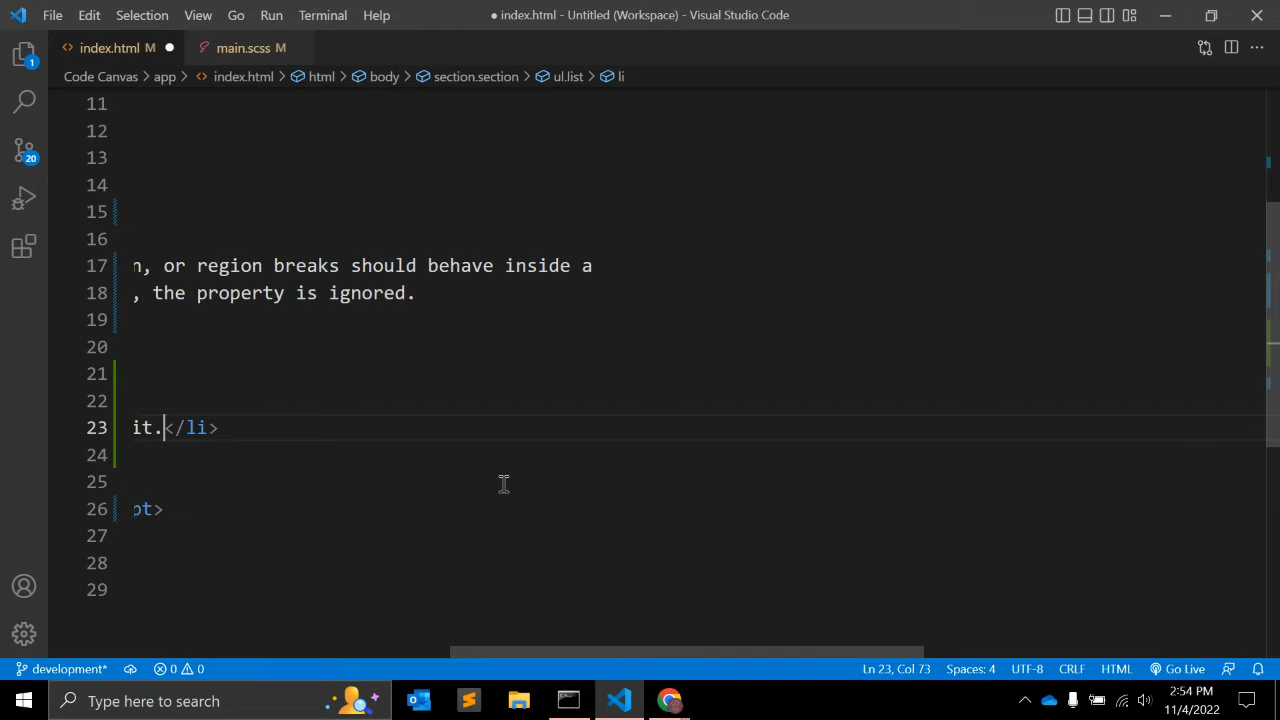 File Edit Selection View Go Run Terminal Help
● index.html - Untitled (Workspace) - Visual Studio Code
<> index.html M ●
main.scss M
Code Canvas > app > <> index.html > html > body > section.section > ul.list > li
1
20
11
12
13
14
15
16
17 n, or region breaks should behave inside a
18 , the property is ignored.
19
20
21
22
23 it.</li>
24
25
26 pt>
27
28
29
development* 0 0 Ln 23, Col 73 Spaces: 4 UTF-8 CRLF HTML Go Live
Type here to search
2:54 PM
11/4/2022